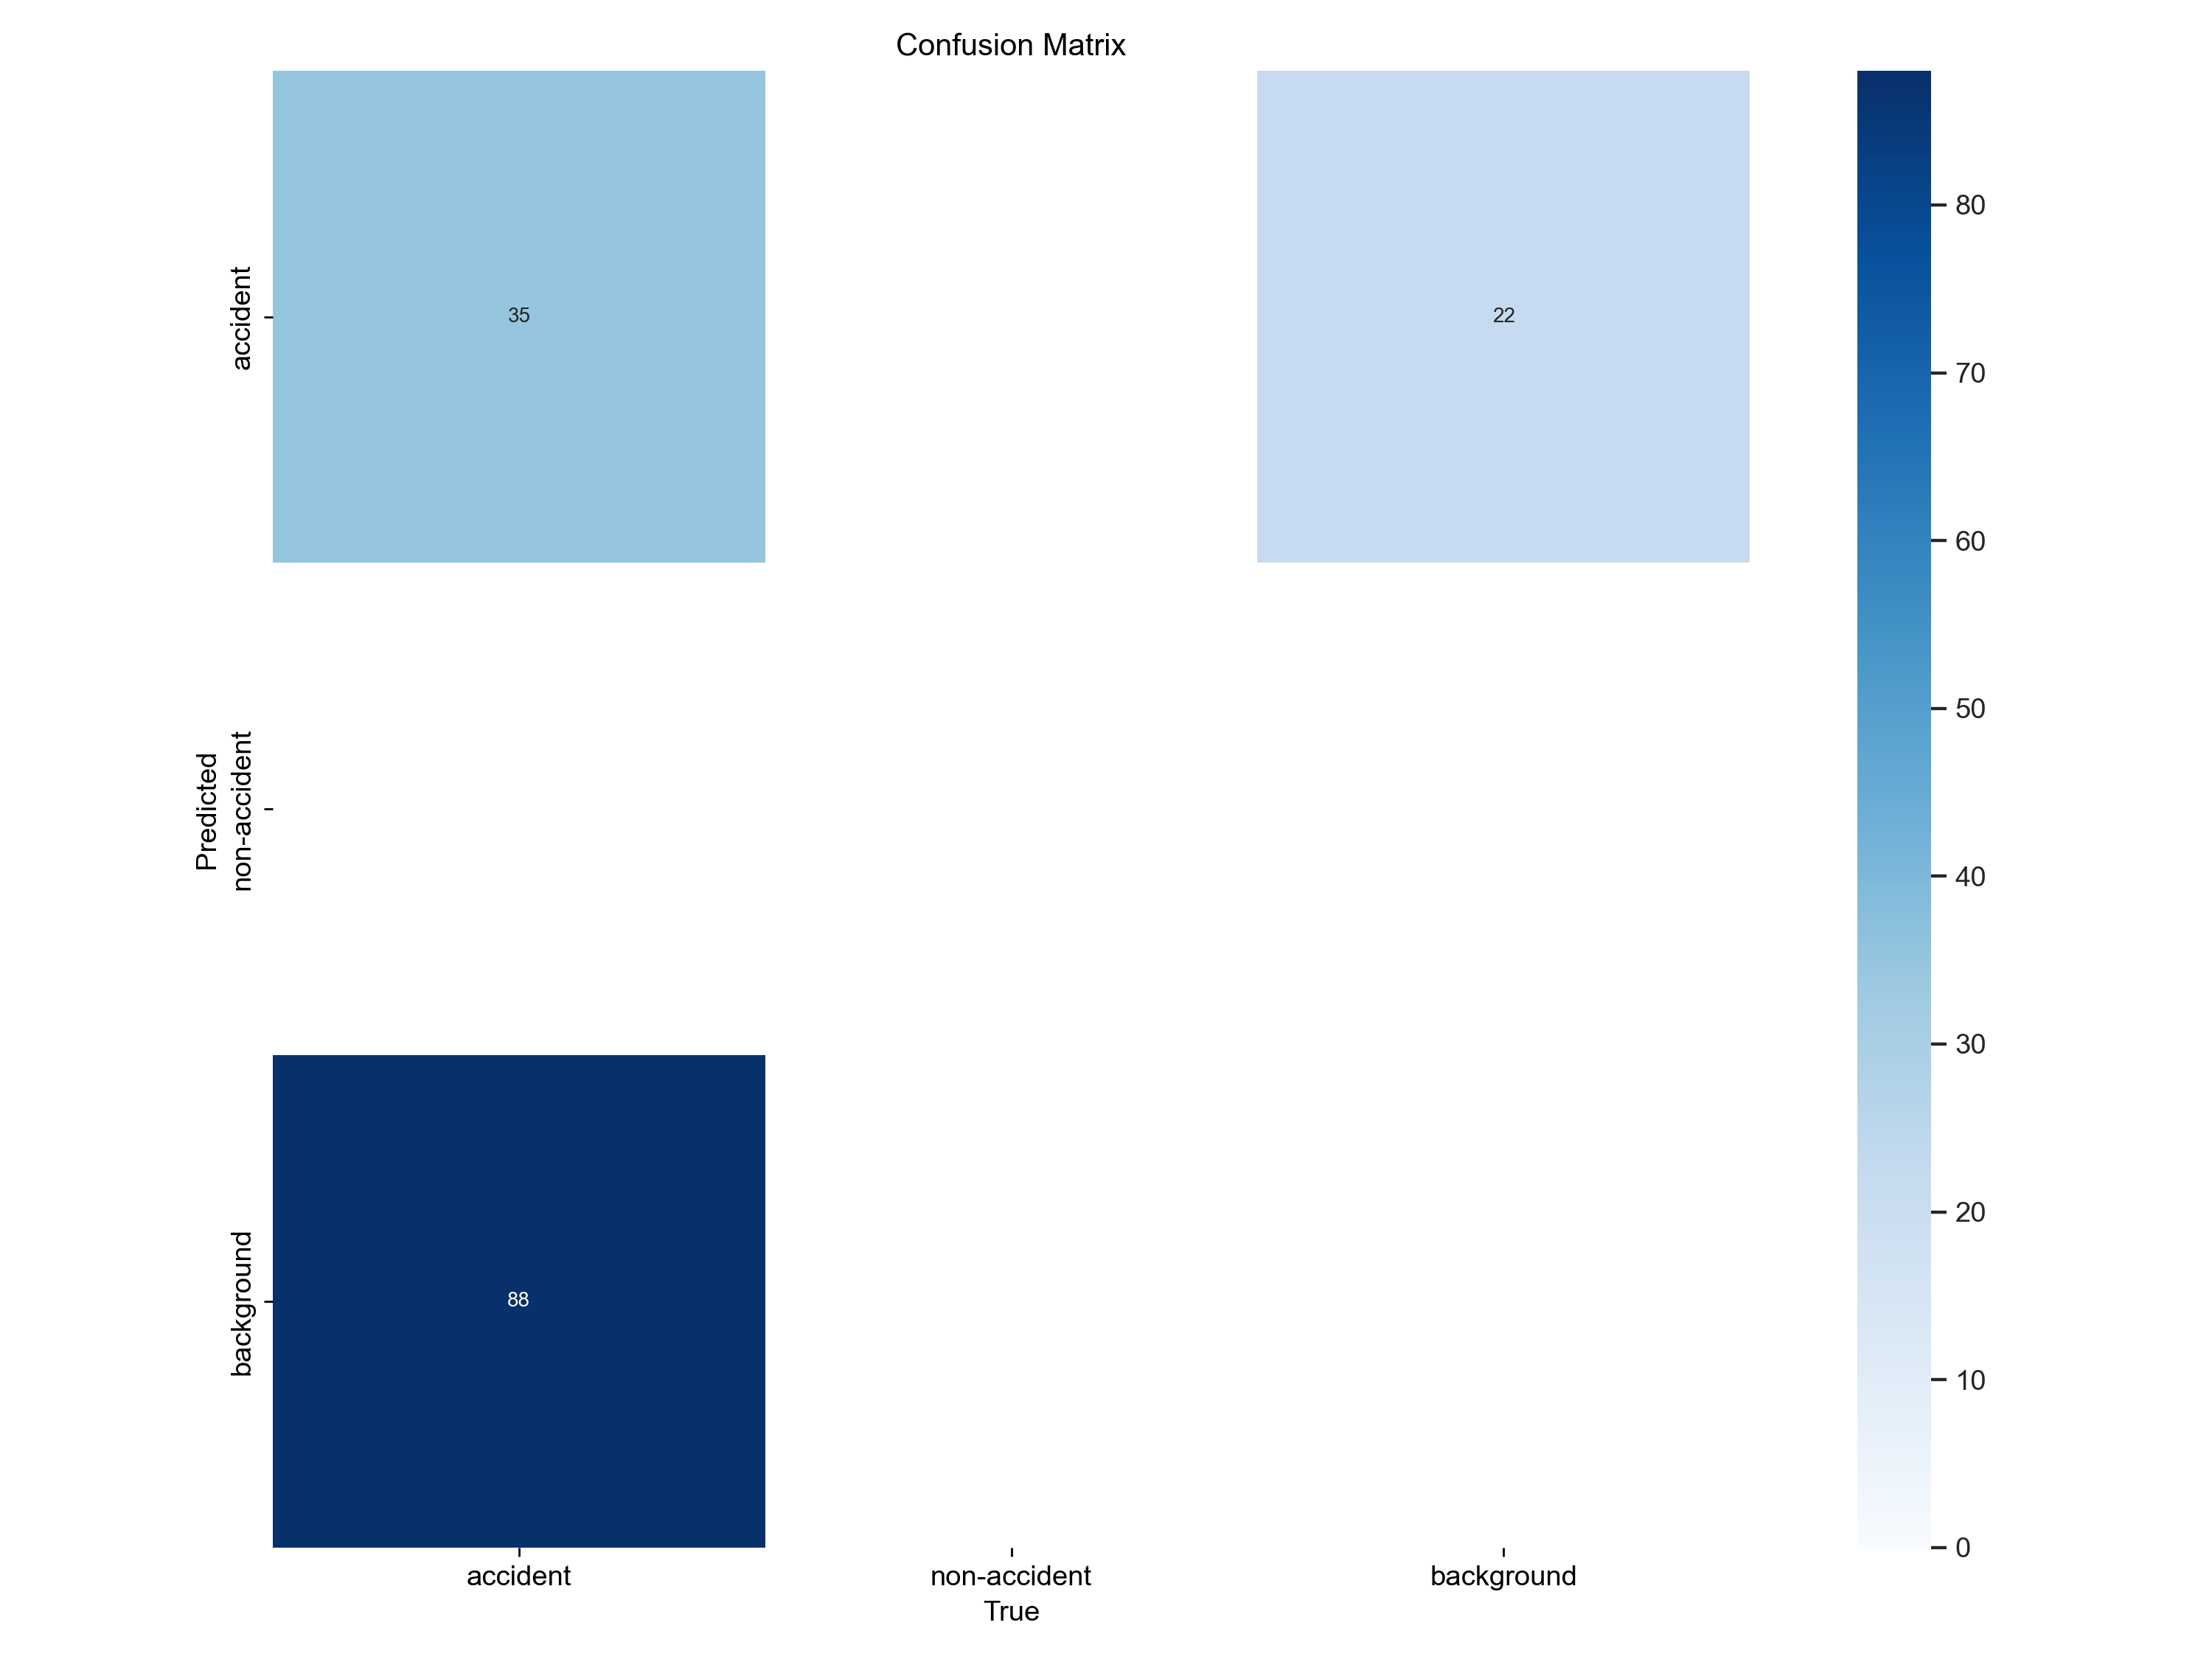 Confusion Matrix
accident
35
22
80
70
60
50
40
30
20
10
0
Predicted
non-accident
background
88
accident
non-accident
background
True